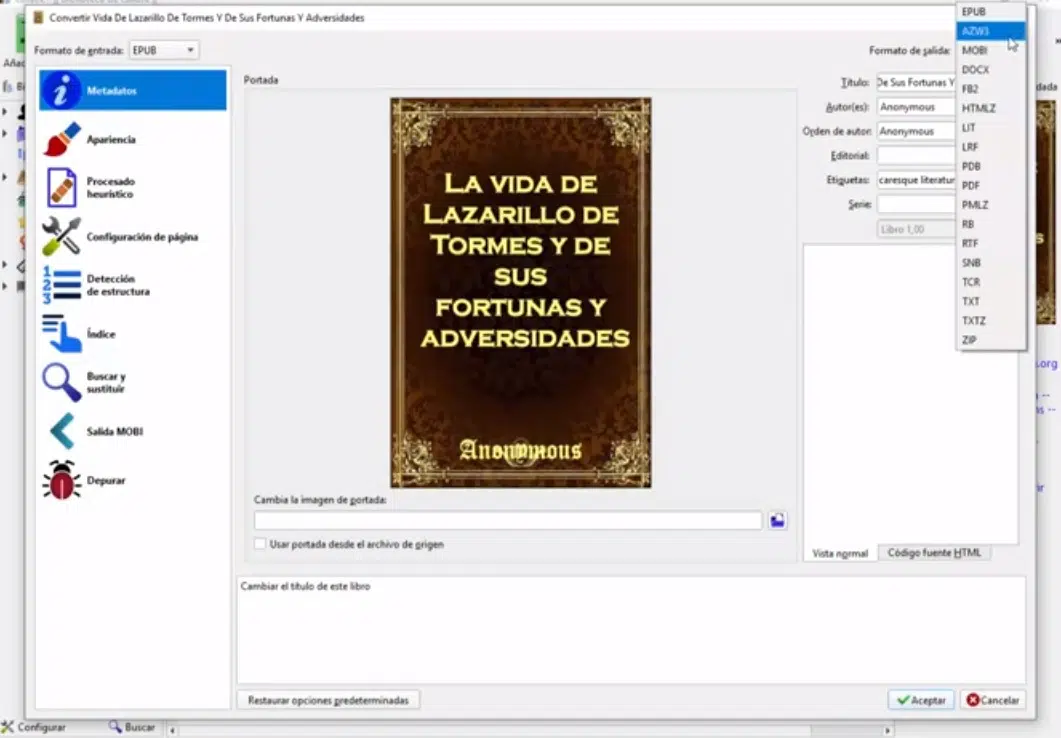 Convertir Vida De Lazarillo De Tormes Y De Sus Fortunas Y Adversidades
Formato de entrada: EPUB
Formato de salida:
Metadatos
Apariencia
Procesado
heurístico
Configuración de página
Detección
de estructura
Índice
Buscar y
sustituir
Salida MOBI
Depurar
Portada
LA VIDA DE
LAZARILLO DE
TORMES Y DE
SUS
FORTUNAS Y
ADVERSIDADES
Anonymous
Cambia la imagen de portada:
Usar portada desde el archivo de origen
Título: De Sus Fortunas Y
Autor(es): Anonymous
Orden de autor: Anonymous
Editorial:
Etiquetas: caresque literatur
Serie:
Libro 1,00
EPUB
AZW3
MOBI
DOCX
FB2
HTMLZ
LIT
LRF
PDB
PDF
PMLZ
RB
RTF
SNB
TCR
TXT
TXTZ
ZIP
Vista normal
Código fuente HTML
Cambiar el título de este libro
Restaurar opciones predeterminadas
Aceptar
Cancelar
Configurar
Buscar